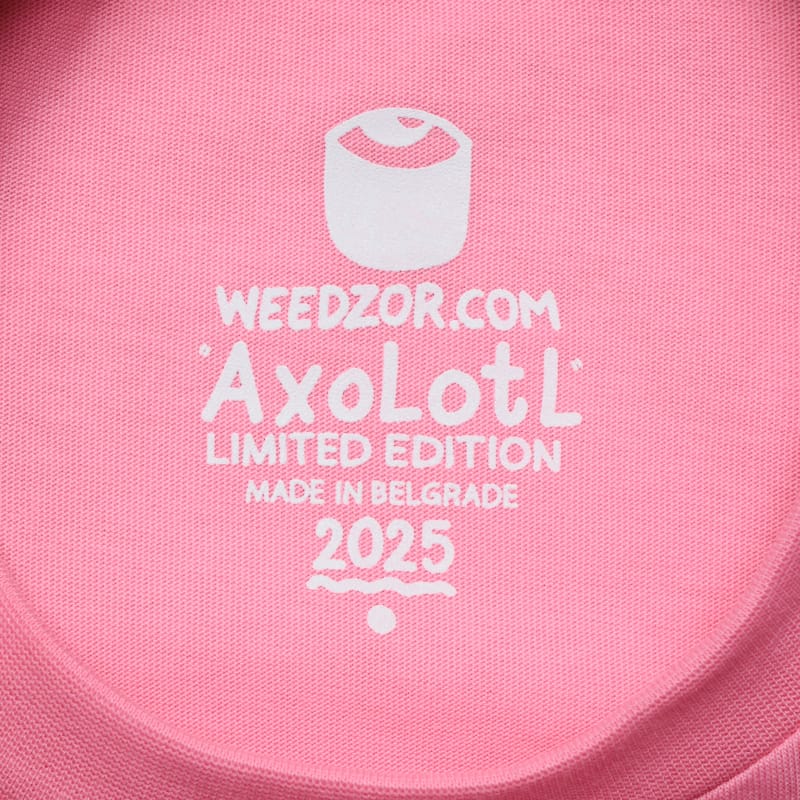 WEEDZOR.COM
"AxoLotL"
LIMITED EDITION
MADE IN BELGRADE
2025